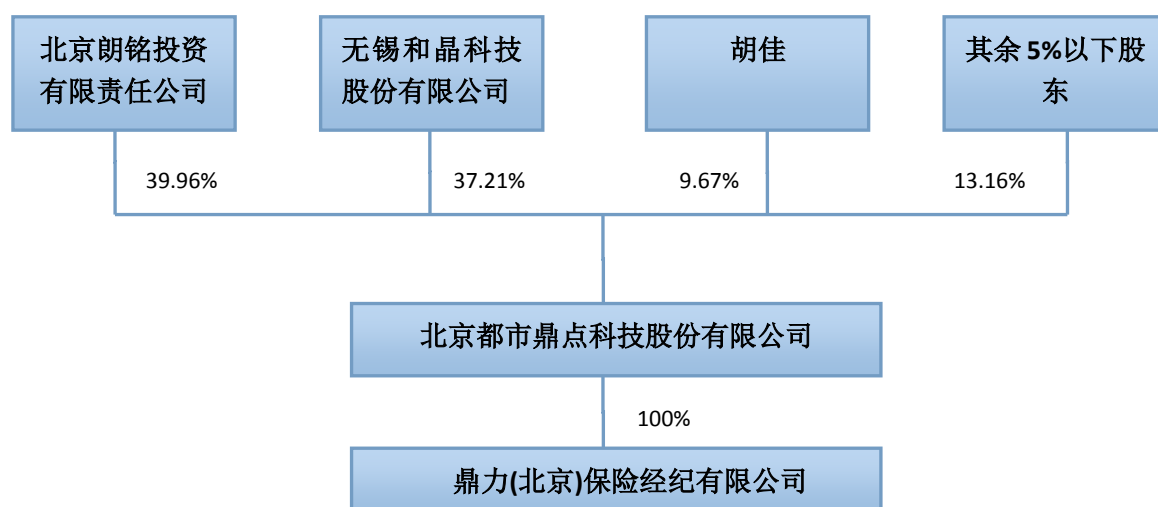 北京朗铭投资
有限责任公司
无锡和晶科技
股份有限公司
胡佳
其余 5%以下股
东
39.96%
37.21%
9.67%
13.16%
北京都市鼎点科技股份有限公司
100%
鼎力(北京)保险经纪有限公司